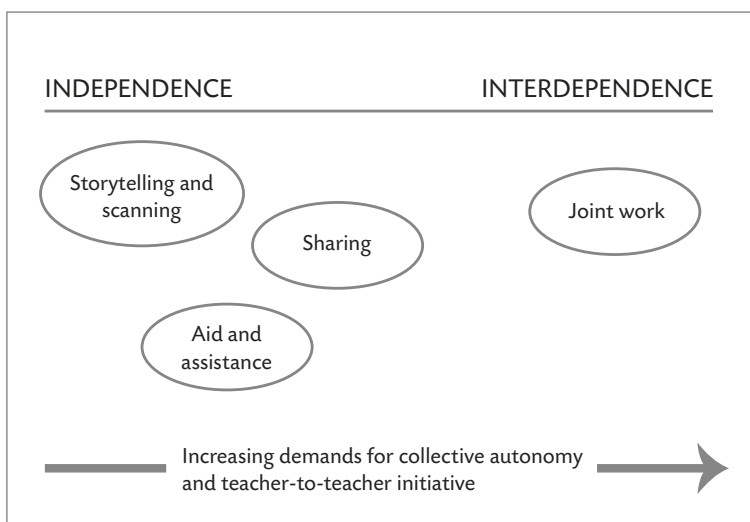 INDEPENDENCE
INTERDEPENDENCE
Storytelling and
scanning
Sharing
Joint work
Aid and
assistance
Increasing demands for collective autonomy
and teacher-to-teacher initiative